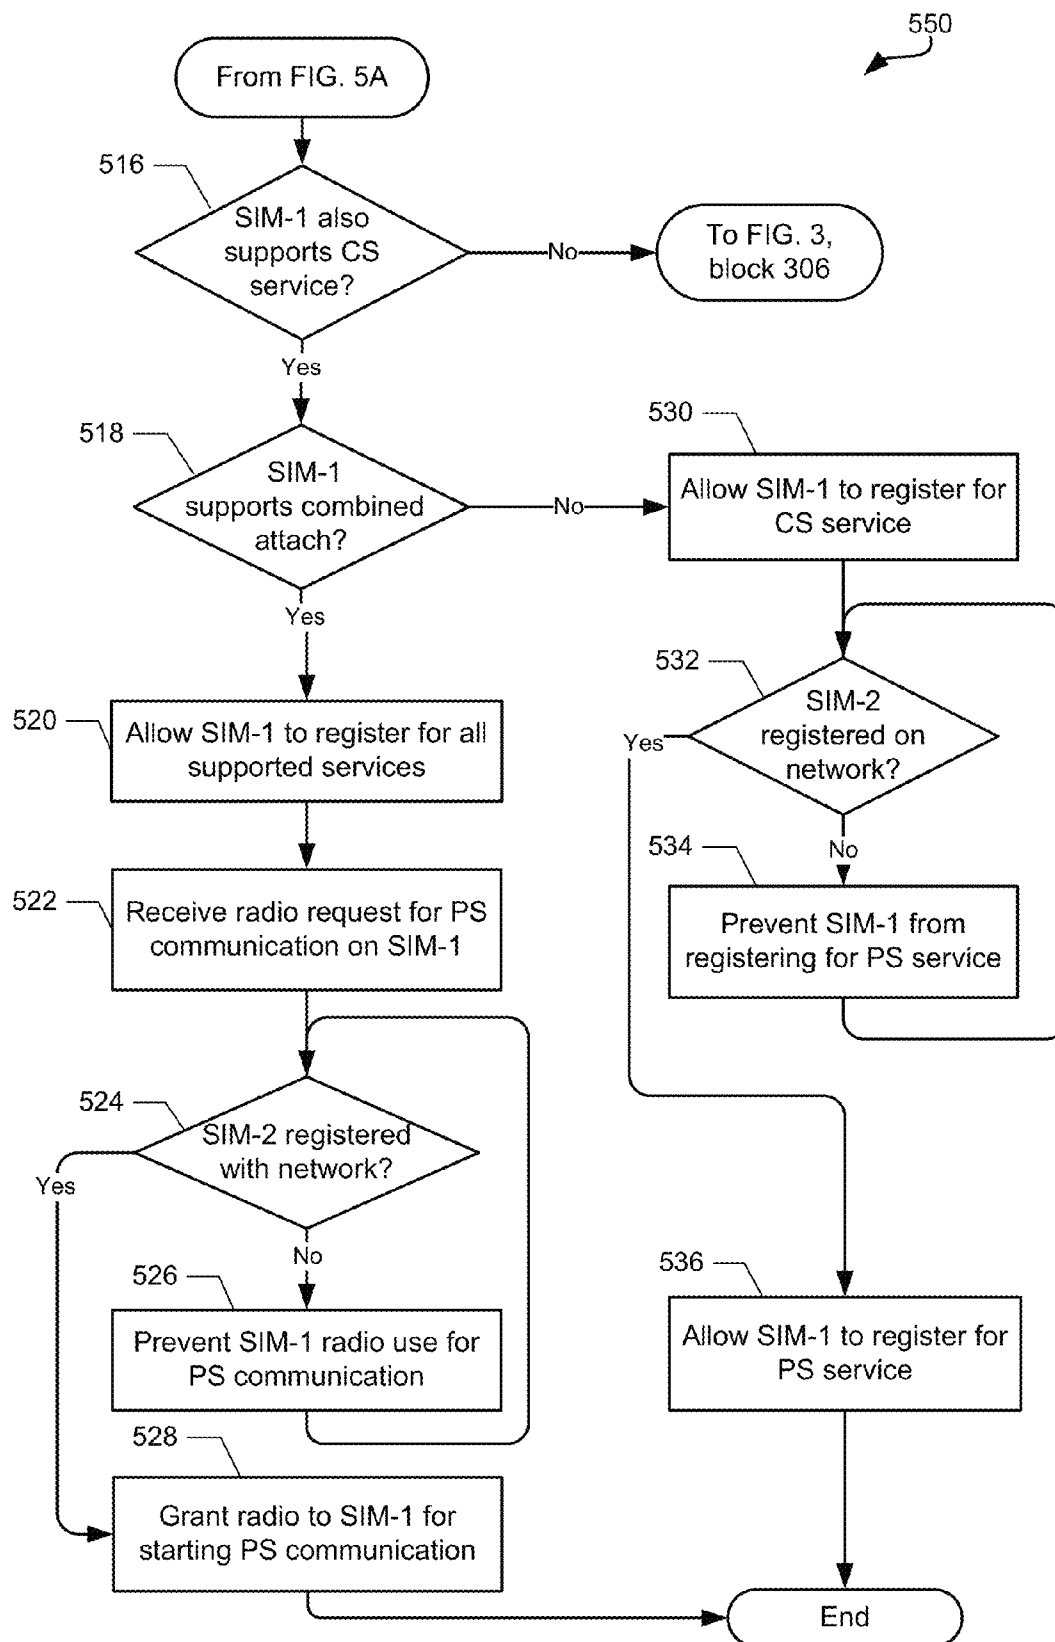 550
From FIG. 5A
516
SIM-1 also
supports CS
service?
No
To FIG. 3,
block 306
Yes
518
SIM-1
supports combined
attach?
No
530
Allow SIM-1 to register for
CS service
Yes
520
Allow SIM-1 to register for all
supported services
532
SIM-2
registered on
network?
Yes
No
522
Receive radio request for PS
communication on SIM-1
534
Prevent SIM-1 from
registering for PS service
524
SIM-2 registered
with network?
Yes
No
526
Prevent SIM-1 radio use for
PS communication
536
Allow SIM-1 to register for
PS service
528
Grant radio to SIM-1 for
starting PS communication
End